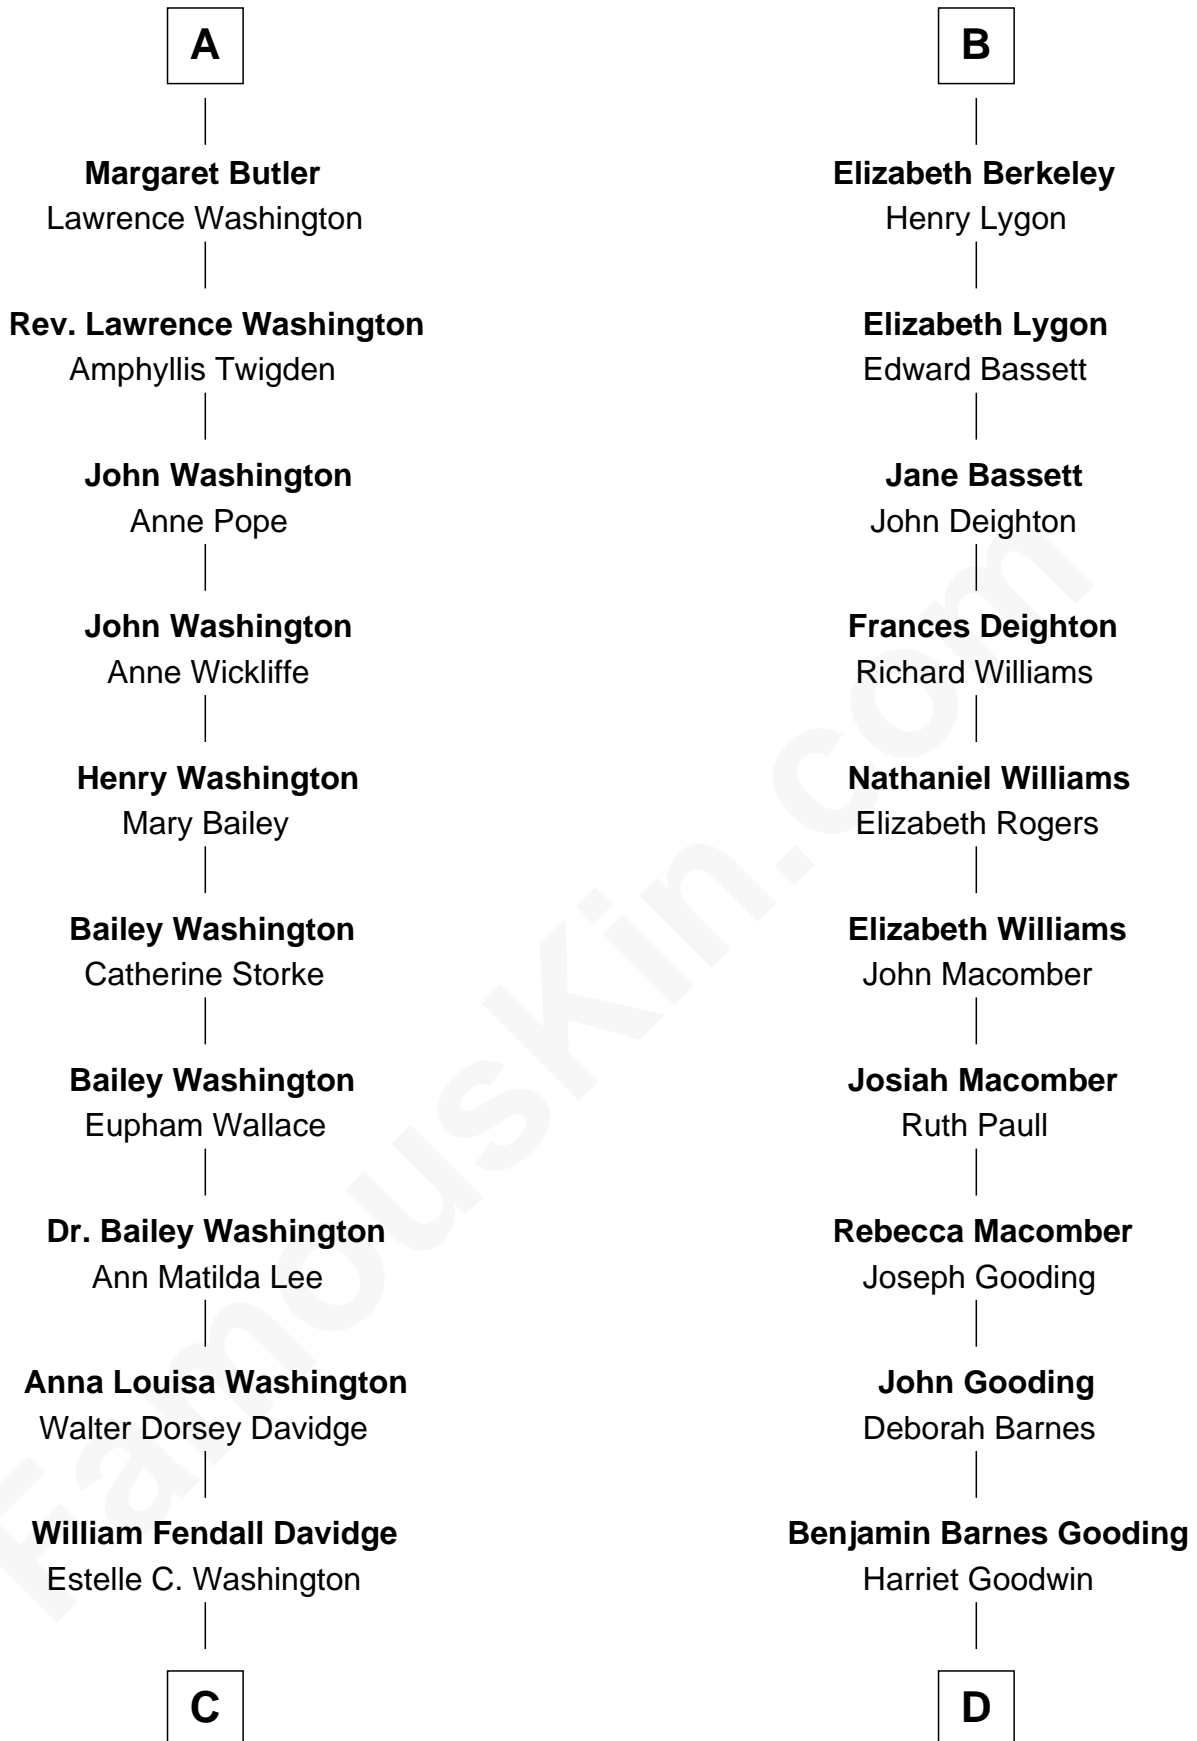 A
Margaret Butler
Lawrence Washington
Rev. Lawrence Washington
Amphyllis Twigden
John Washington
Anne Pope
John Washington
Anne Wickliffe
Henry Washington
Mary Bailey
Bailey Washington
Catherine Storke
Bailey Washington
Eupham Wallace
Dr. Bailey Washington
Ann Matilda Lee
Anna Louisa Washington
Walter Dorsey Davidge
William Fendall Davidge
Estelle C. Washington
C
B
Elizabeth Berkeley
Henry Lygon
Elizabeth Lygon
Edward Bassett
Jane Bassett
John Deighton
Frances Deighton
Richard Williams
Nathaniel Williams
Elizabeth Rogers
Elizabeth Williams
John Macomber
Josiah Macomber
Ruth Paull
Rebecca Macomber
Joseph Gooding
John Gooding
Deborah Barnes
Benjamin Barnes Gooding
Harriet Goodwin
D
FamousKin.com